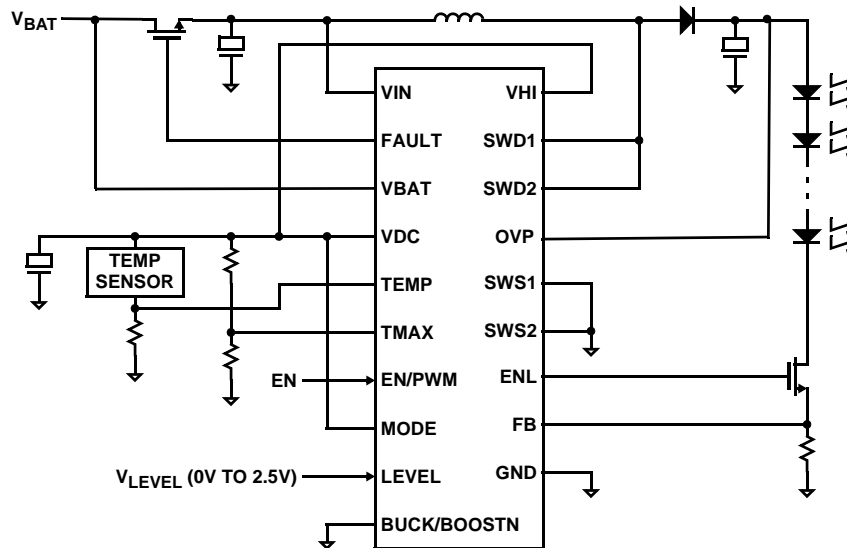 VBAT
VIN
VHI
FAULT
SWD1
VBAT
SWD2
VDC
OVP
TEMP
SENSOR
TEMP
SWS1
TMAX
SWS2
EN
EN/PWM
ENL
MODE
FB
VLEVEL (0V TO 2.5V)
LEVEL
GND
BUCK/BOOSTN